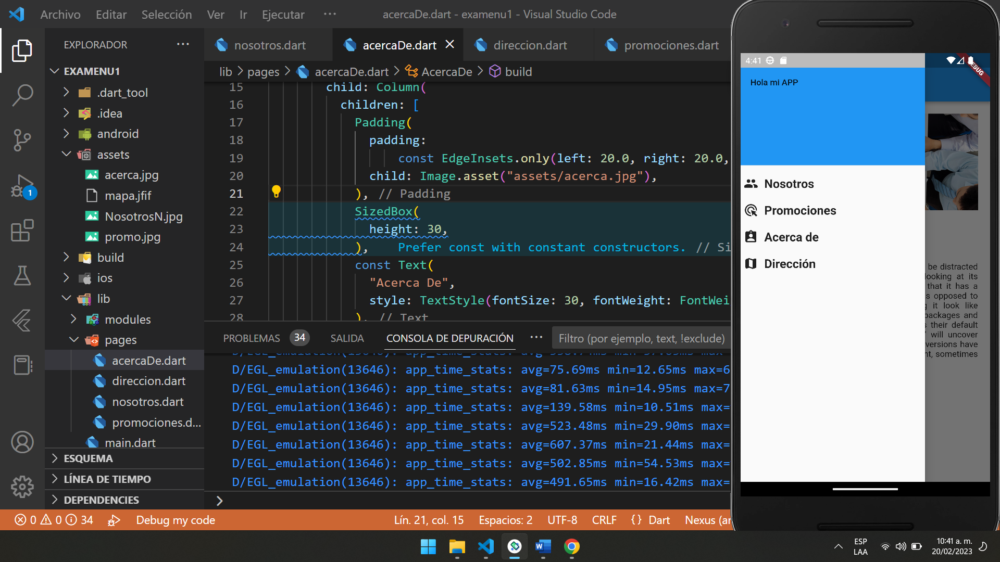 Archivo Editar Selección Ver Ir Ejecutar ··· acercaDe.dart - examenu1 - Visual Studio Code
EXPLORADOR ···
EXAMENU1
.dart_tool
.idea
android
assets
acerca.jpg
mapa.jfif
NosotrosN.jpg
promo.jpg
build
ios
lib
modules
pages
acercaDe.dart
direccion.dart
nosotros.dart
promociones.d...
main.dart
ESQUEMA
LÍNEA DE TIEMPO
DEPENDENCIES
1
nosotros.dart acercaDe.dart direccion.dart promociones.dart
lib > pages > acercaDe.dart > AcercaDe > build
15 child: Column(
16 children: [
17 Padding(
18 padding:
19 const EdgeInsets.only(left: 20.0, right: 20.0,
20 child: Image.asset("assets/acerca.jpg"),
21 ), // Padding
22 SizedBox(
23 height: 30,
24 ), Prefer const with constant constructors. // Si
25 const Text(
26 "Acerca De",
27 style: TextStyle(fontSize: 30, fontWeight: FontWei
28 ), // Text
PROBLEMAS 34 SALIDA CONSOLA DE DEPURACIÓN ··· Filtro (por ejemplo, text, !exclude)
D/EGL_emulation(13646): app_time_stats:
D/EGL_emulation(13646): app_time_stats: avg=75.69ms min=12.65ms max=6
D/EGL_emulation(13646): app_time_stats: avg=81.63ms min=14.95ms max=7
D/EGL_emulation(13646): app_time_stats: avg=139.58ms min=10.51ms max=
D/EGL_emulation(13646): app_time_stats: avg=523.48ms min=29.90ms max=
D/EGL_emulation(13646): app_time_stats: avg=607.37ms min=21.44ms max=
D/EGL_emulation(13646): app_time_stats: avg=502.85ms min=54.53ms max=
D/EGL_emulation(13646): app_time_stats: avg=491.65ms min=16.42ms max=
>
0 0 34 Debug my code Lín. 21, col. 15 Espacios: 2 UTF-8 CRLF {} Dart Nexus (ar
4:41
Hola mi APP
Nosotros
Promociones
Acerca de
Dirección
be distracted
looking at its
that it has a
s opposed to
it look like
packages and
their default
will uncover
versions have
nt, sometimes
ESP
LAA
10:41 a. m.
20/02/2023